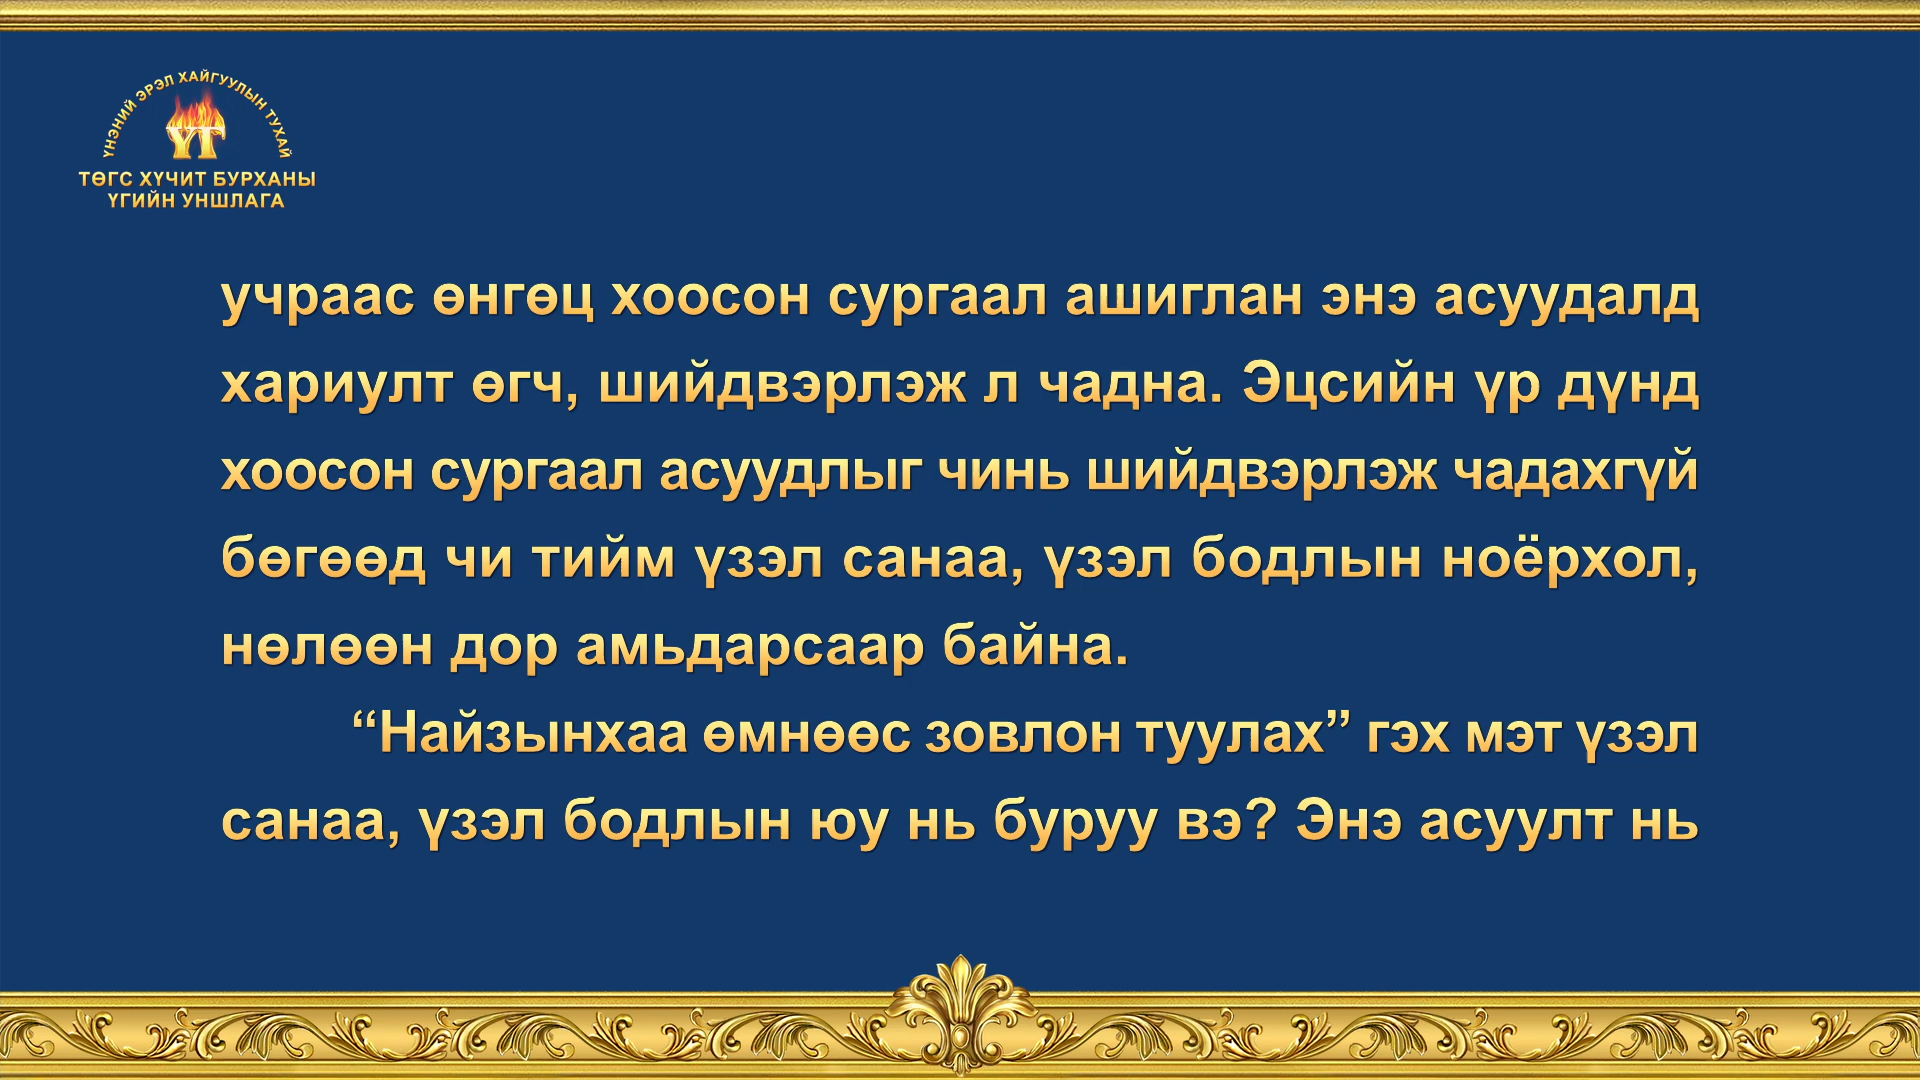 ҮНЭНИЙ ЭРЭЛ ХАЙГУУЛЫН ТУХАЙ
ҮГ
ТӨГС ХҮЧИТ БУРХАНЫ
ҮГИЙН УНШЛАГА
учраас өнгөц хоосон сургаал ашиглан энэ асуудалд
хариулт өгч, шийдвэрлэж л чадна. Эцсийн үр дүнд
хоосон сургаал асуудлыг чинь шийдвэрлэж чадахгүй
бөгөөд чи тийм үзэл санаа, үзэл бодлын ноёрхол,
нөлөөн дор амьдарсаар байна.
“Найзынхаа өмнөөс зовлон туулах” гэх мэт үзэл
санаа, үзэл бодлын юу нь буруу вэ? Энэ асуулт нь